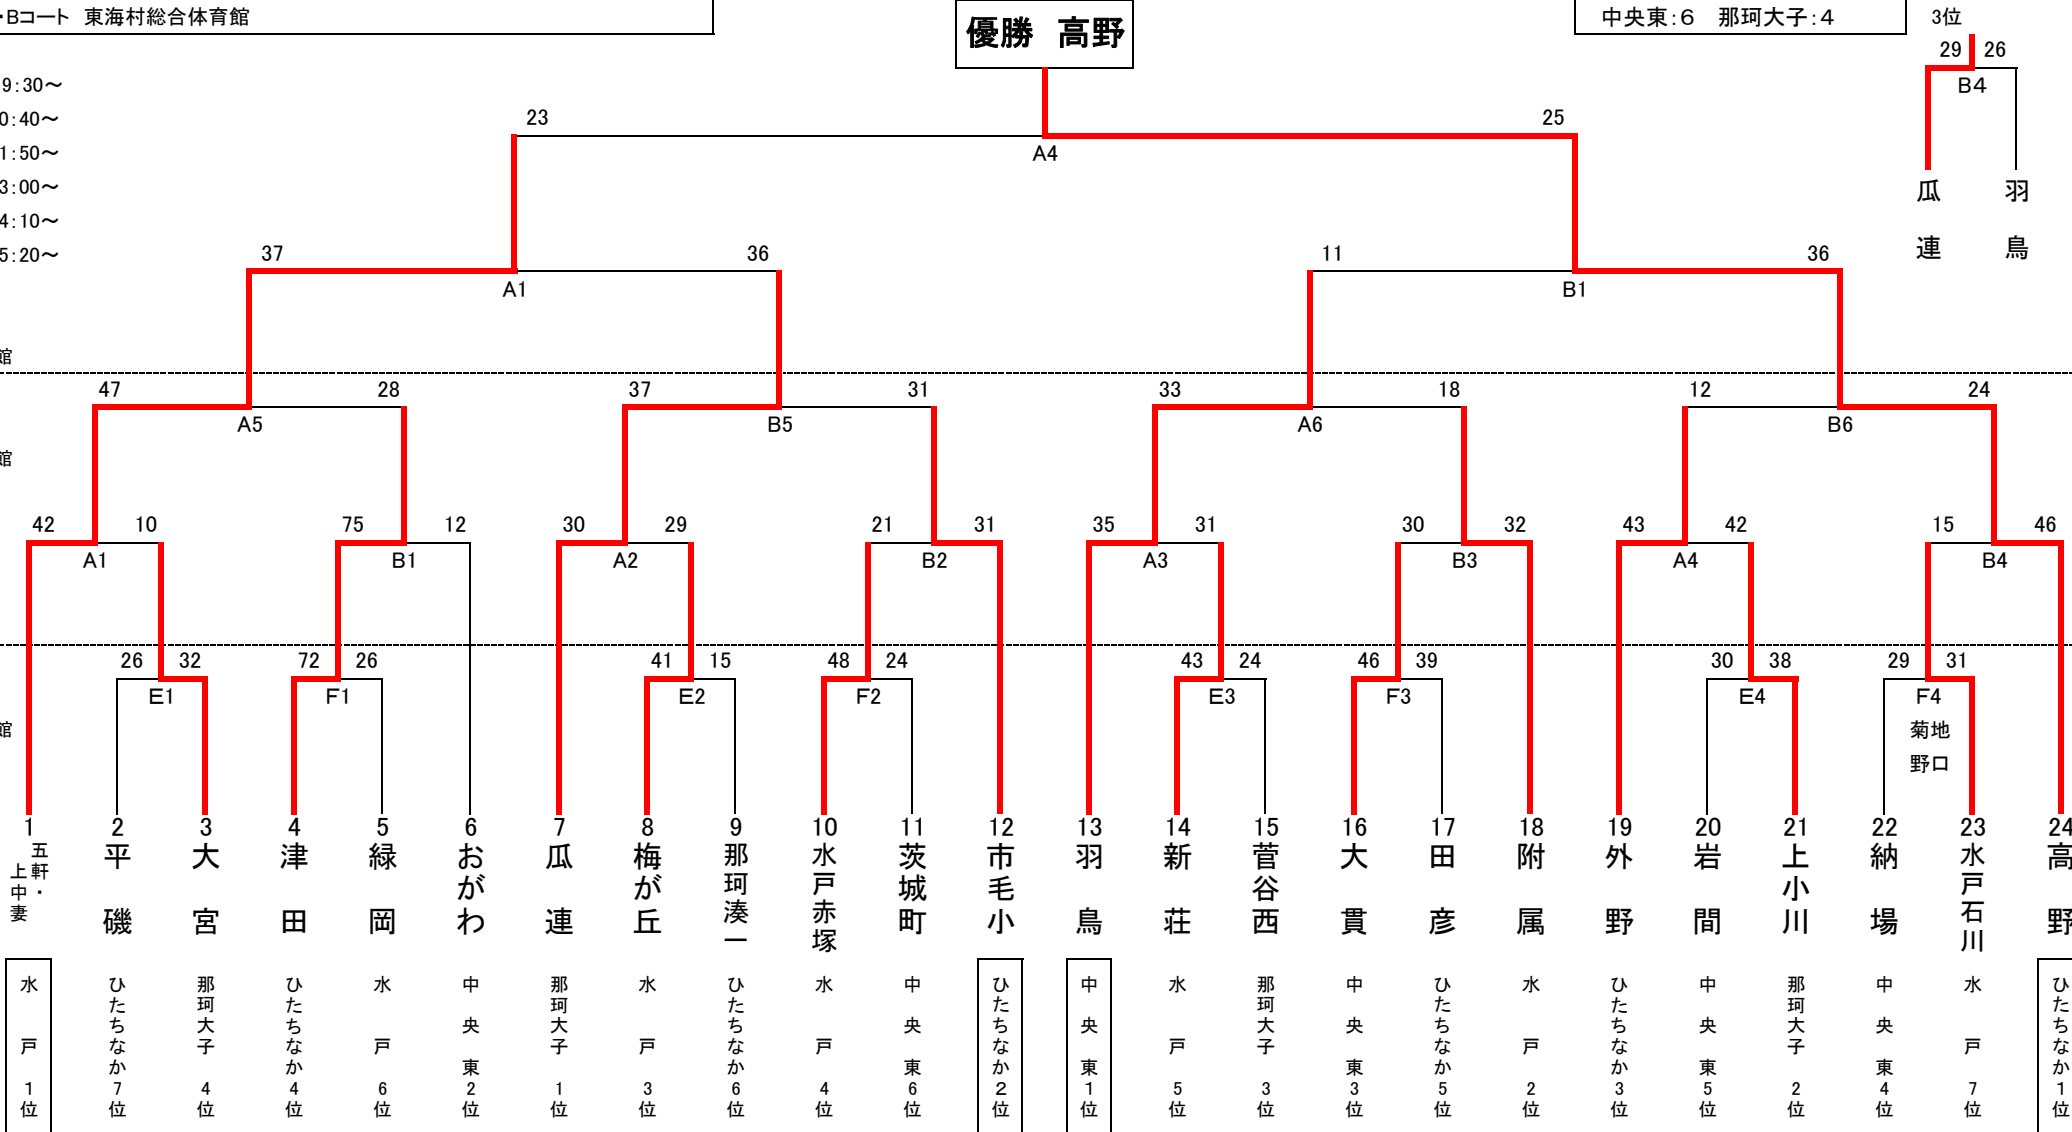 ・Bコート 東海村総合体育館
優勝 高野
中央東:6 那珂大子:4
3位
29 26
B4
瓜連 羽鳥
9:30～
0:40～
1:50～
3:00～
4:10～
5:20～
23 25
A4
37 36 11 36
A1 B1
館
47 28 37 31 33 18 12 24
A5 B5 A6 B6
館
42 10 75 12 30 29 21 31 35 31 30 32 43 42 15 46
A1 B1 A2 B2 A3 B3 A4 B4
26 32 72 26 41 15 48 24 43 24 46 39 30 38 29 31
E1 F1 E2 F2 E3 F3 E4 F4
館
菊地
野口
1 2 3 4 5 6 7 8 9 10 11 12 13 14 15 16 17 18 19 20 21 22 23 24
五軒・上中妻 平磯 大宮 津田 緑岡 おがわ 瓜連 梅が丘 那珂湊一 水戸赤塚 茨城町 市毛小 羽鳥 新荘 菅谷西 大貫 田彦 附属 外野 岩間 上小川 納場 水戸石川 高野
水戸1位 ひたちなか7位 那珂大子4位 ひたちなか4位 水戸6位 中央東2位 那珂大子1位 水戸3位 ひたちなか6位 水戸4位 中央東6位 ひたちなか2位 中央東1位 水戸5位 那珂大子3位 中央東3位 ひたちなか5位 水戸2位 ひたちなか3位 中央東5位 那珂大子2位 中央東4位 水戸7位 ひたちなか1位